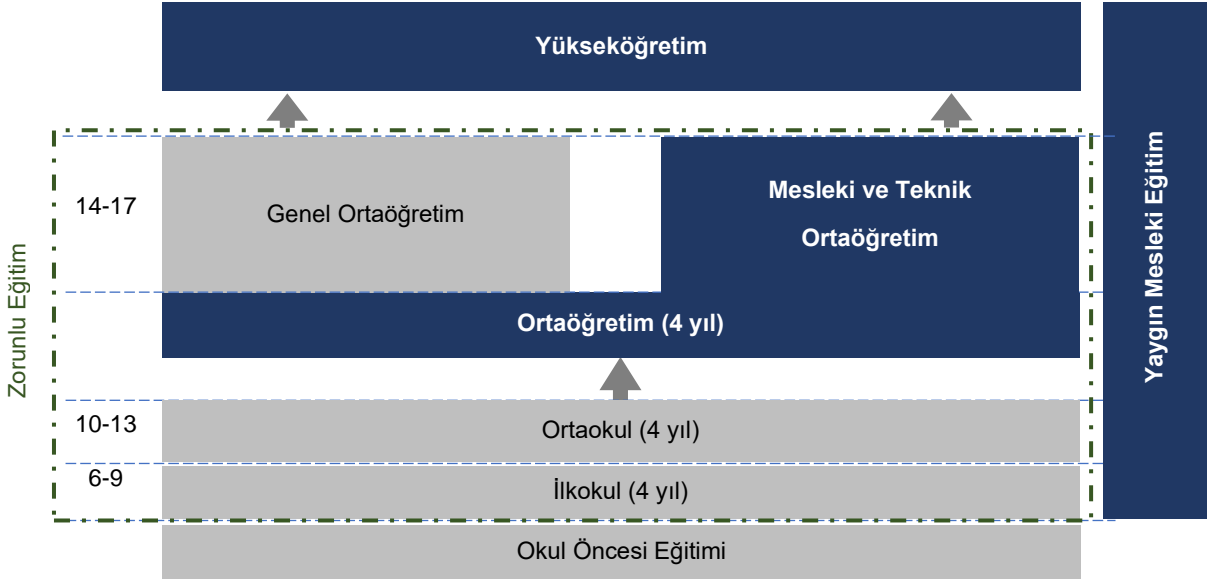 Yükseköğretim
Zorunlu Eğitim
14-17
Genel Ortaöğretim
Mesleki ve Teknik
Ortaöğretim
Ortaöğretim (4 yıl)
10-13
Ortaokul (4 yıl)
6-9
İlkokul (4 yıl)
Okul Öncesi Eğitimi
Yaygın Mesleki Eğitim